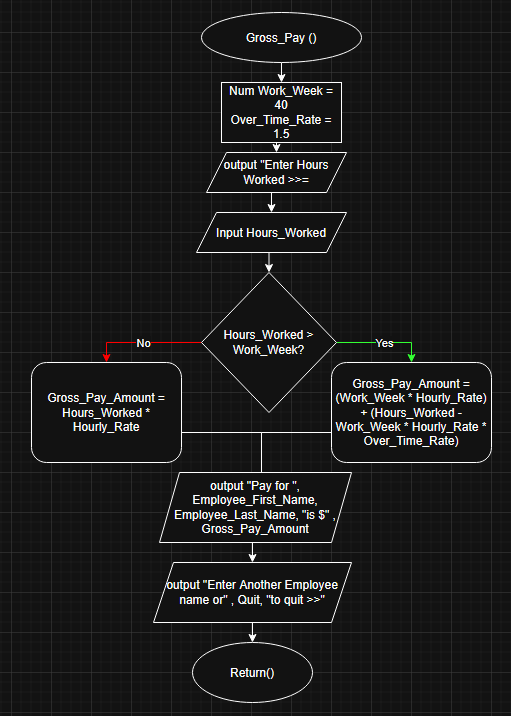 Gross_Pay ()
Num Work_Week =
40
Over_Time_Rate =
1.5
output "Enter Hours
Worked >>=
Input Hours_Worked
Hours_Worked >
Work_Week?
No
Yes
Gross_Pay_Amount =
Hours_Worked *
Hourly_Rate
Gross_Pay_Amount =
(Work_Week * Hourly_Rate)
+ (Hours_Worked -
Work_Week * Hourly_Rate *
Over_Time_Rate)
output "Pay for ",
Employee_First_Name,
Employee_Last_Name, "is $" ,
Gross_Pay_Amount
output "Enter Another Employee
name or" , Quit, "to quit >>"
Return()